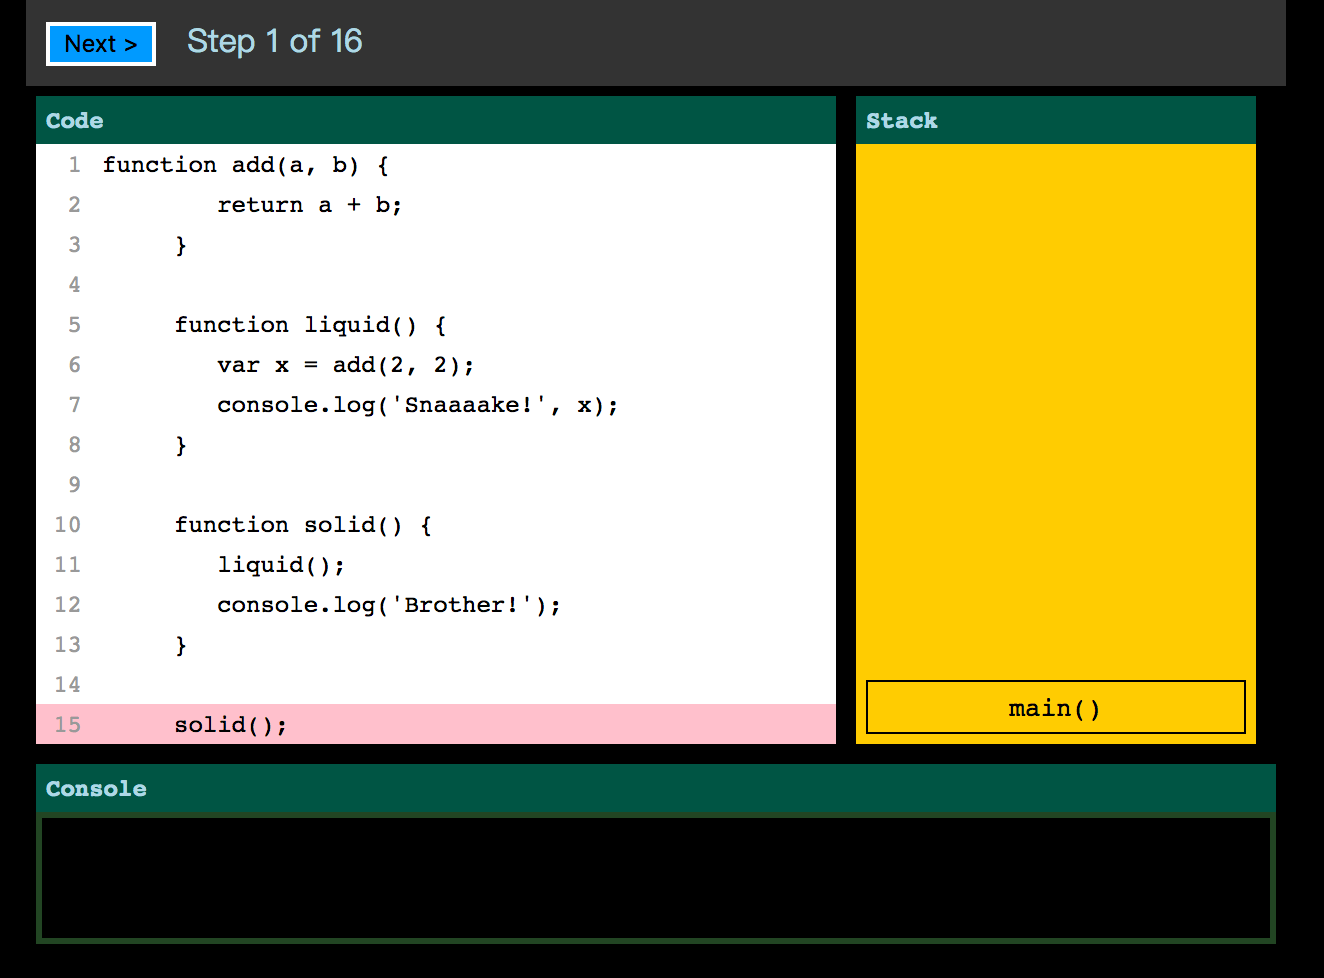 Next > Step 1 of 16
Code
1 function add(a, b) {
2 return a + b;
3 }
4
5 function liquid() {
6 var x = add(2, 2);
7 console.log('Snaaaake!', x);
8 }
9
10 function solid() {
11 liquid();
12 console.log('Brother!');
13 }
14
15 solid();
Stack
main()
Console